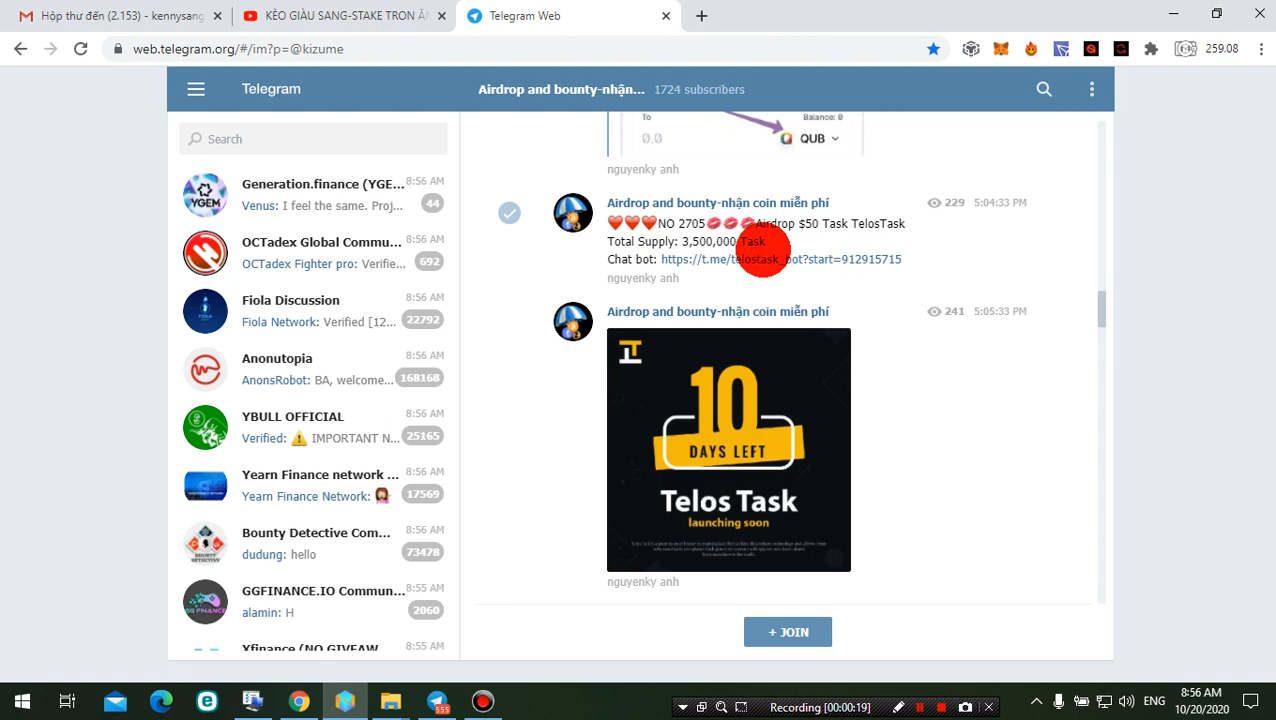 Hộp thư đến (2.153) - kennysang
KÈO GIÀU SANG-STAKE TRON ĂN
Telegram Web
web.telegram.org/#/im?p=@kizume
259.08
Telegram
Airdrop and bounty-nhận... 1724 subscribers
Search
Generation.finance (YGE... 8:56 AM
Venus: I feel the same. Proj... 44
OCTadex Global Commu... 8:56 AM
OCTadex Fighter pro: Verifie... 692
Fiola Discussion 8:56 AM
Fiola Network: Verified [12... 22792
Anonutopia 8:56 AM
AnonsRobot: BA, welcome... 168168
YBULL OFFICIAL 8:56 AM
Verified: ⚠️ IMPORTANT N... 25165
Yearn Finance network ... 8:56 AM
Yearn Finance Network: 17569
Bounty Detective Com... 8:56 AM
dudung: hello 73478
GGFINANCE.IO Commun... 8:55 AM
alamin: H 2060
Xfinance (NO GIVEAW 8:55 AM
To Balance: 0
0.0 QUB
nguyenky anh
Airdrop and bounty-nhận coin miễn phí 229 5:04:33 PM
❤️❤️❤️NO 2705💋💋💋Airdrop $50 Task TelosTask
Total Supply: 3,500,000 Task
Chat bot: https://t.me/telostask_bot?start=912915715
nguyenky anh
Airdrop and bounty-nhận coin miễn phí 241 5:05:33 PM
10
DAYS LEFT
Telos Task
launching soon
nguyenky anh
+ JOIN
555
Recording [00:00:19]
ENG
8:56 AM
10/20/2020